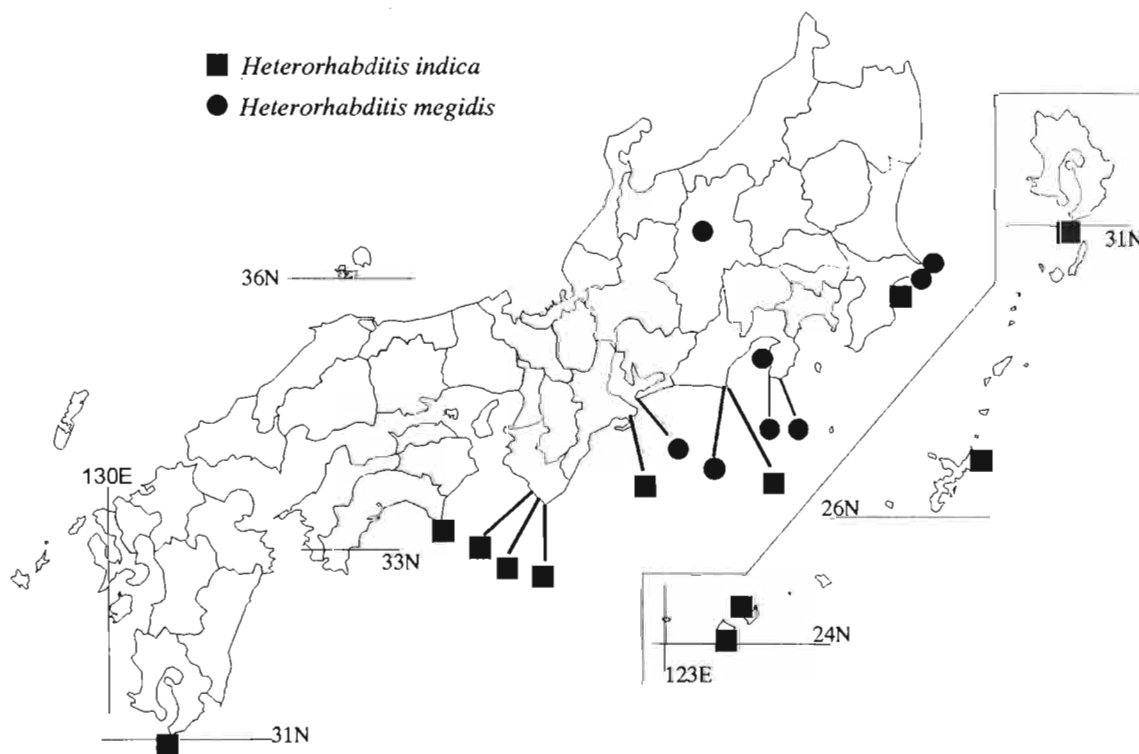 Heterorhabditis indica
Heterorhabditis megidis
31N
36N
130E
26N
33N
24N
123E
31N